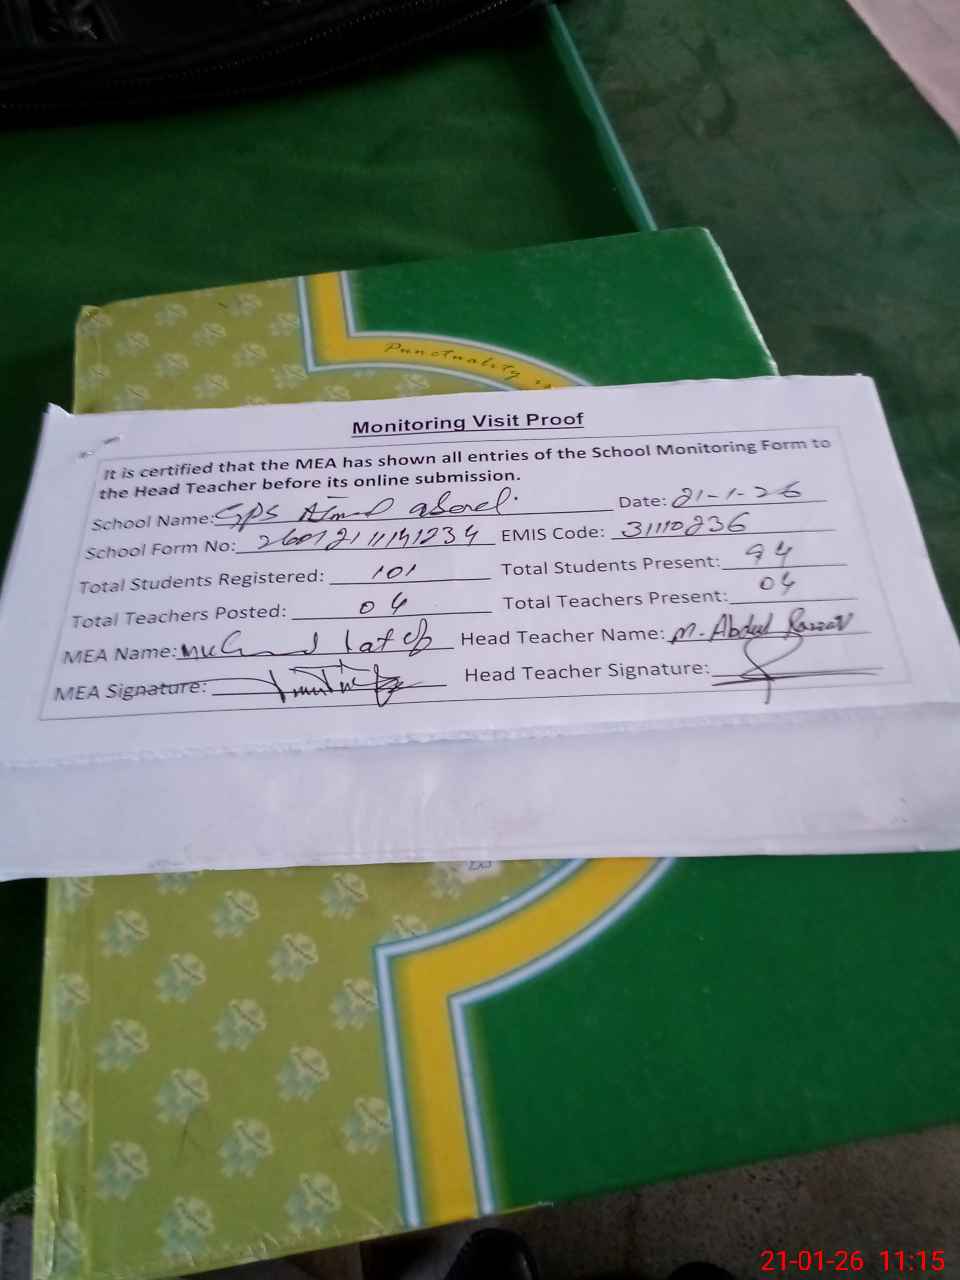 Punctuality is
Monitoring Visit Proof
It is certified that the MEA has shown all entries of the School Monitoring Form to
the Head Teacher before its online submission.
School Name: GPS Date: 21-1-26
School Form No: EMIS Code: 31110236
Total Students Registered: 101 Total Students Present: 94
Total Teachers Posted: 04 Total Teachers Present: 04
MEA Name: Head Teacher Name: M. Abdul
MEA Signature: Head Teacher Signature:
21-01-26 11:15